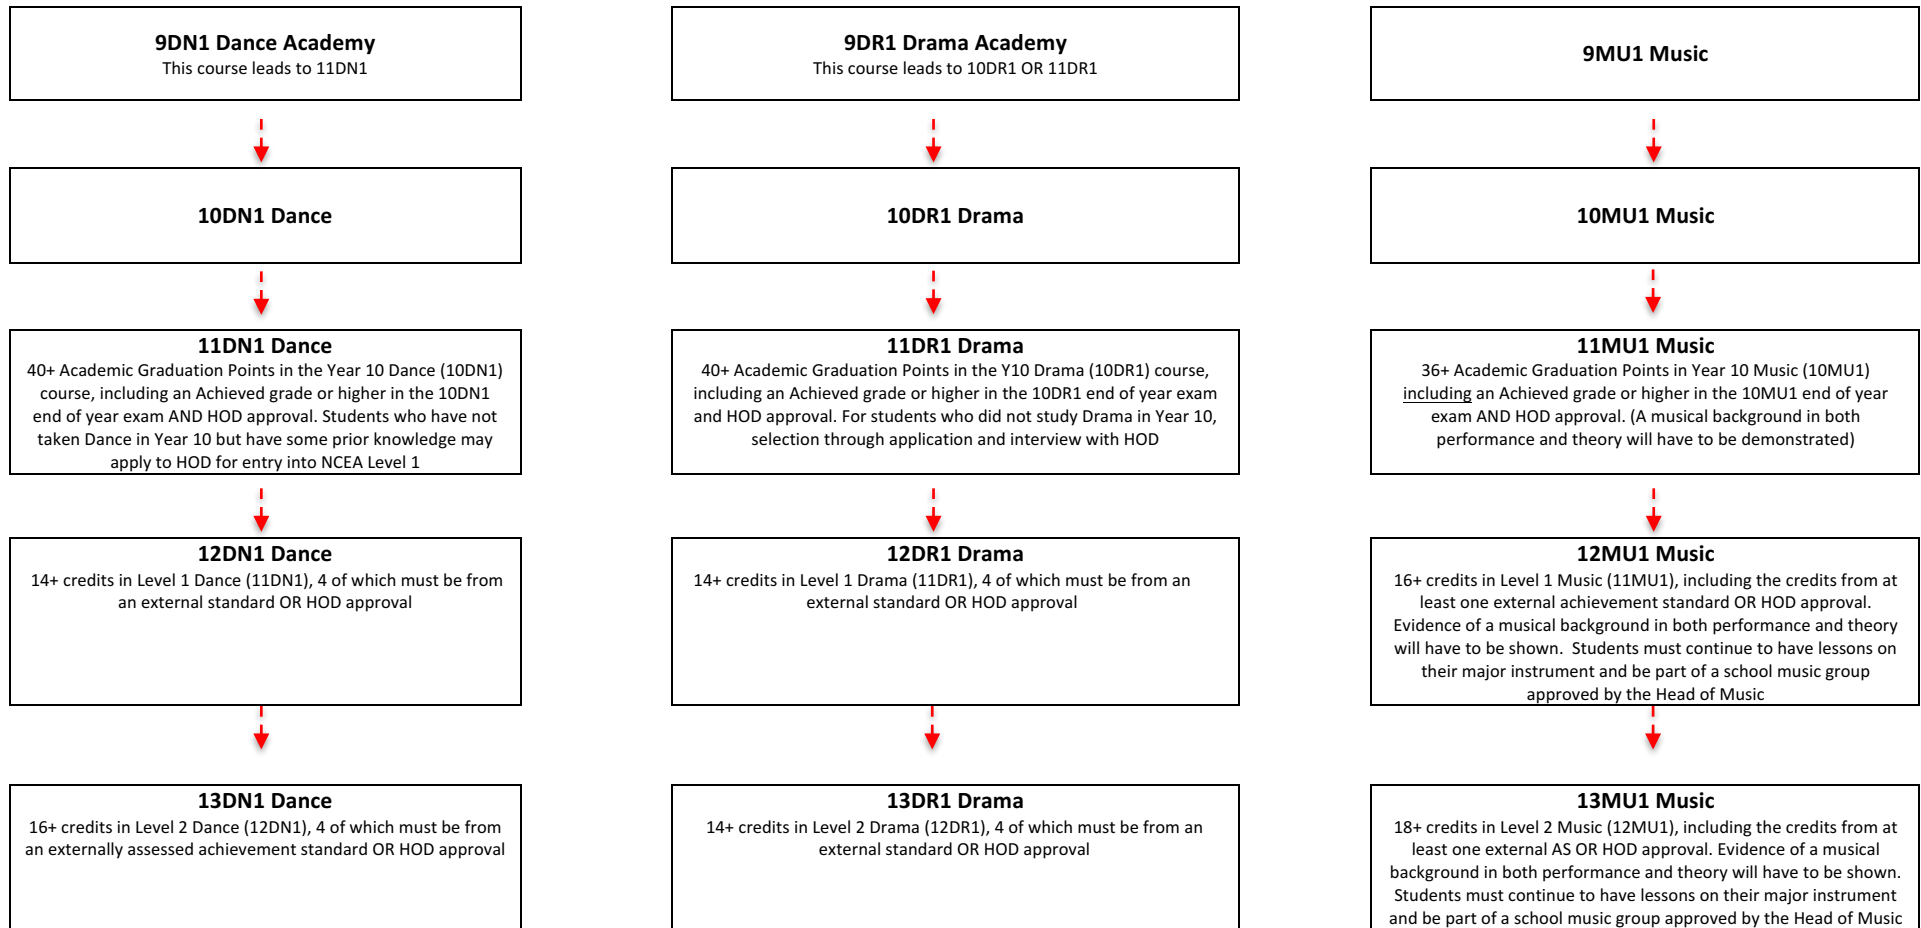 9DN1 Dance Academy
This course leads to 11DN1
9DR1 Drama Academy
This course leads to 10DR1 OR 11DR1
9MU1 Music
10DN1 Dance
10DR1 Drama
10MU1 Music
11DN1 Dance
40+ Academic Graduation Points in the Year 10 Dance (10DN1)
course, including an Achieved grade or higher in the 10DN1
end of year exam AND HOD approval. Students who have not
taken Dance in Year 10 but have some prior knowledge may
apply to HOD for entry into NCEA Level 1
11DR1 Drama
40+ Academic Graduation Points in the Y10 Drama (10DR1) course,
including an Achieved grade or higher in the 10DR1 end of year exam
and HOD approval. For students who did not study Drama in Year 10,
selection through application and interview with HOD
11MU1 Music
36+ Academic Graduation Points in Year 10 Music (10MU1)
including an Achieved grade or higher in the 10MU1 end of year
exam AND HOD approval. (A musical background in both
performance and theory will have to be demonstrated)
12DN1 Dance
14+ credits in Level 1 Dance (11DN1), 4 of which must be from
an external standard OR HOD approval
12DR1 Drama
14+ credits in Level 1 Drama (11DR1), 4 of which must be from an
external standard OR HOD approval
12MU1 Music
16+ credits in Level 1 Music (11MU1), including the credits from at
least one external achievement standard OR HOD approval.
Evidence of a musical background in both performance and theory
will have to be shown.  Students must continue to have lessons on
their major instrument and be part of a school music group
approved by the Head of Music
13DN1 Dance
16+ credits in Level 2 Dance (12DN1), 4 of which must be from
an externally assessed achievement standard OR HOD approval
13DR1 Drama
14+ credits in Level 2 Drama (12DR1), 4 of which must be from an
external standard OR HOD approval
13MU1 Music
18+ credits in Level 2 Music (12MU1), including the credits from at
least one external AS OR HOD approval. Evidence of a musical
background in both performance and theory will have to be shown.
Students must continue to have lessons on their major instrument
and be part of a school music group approved by the Head of Music